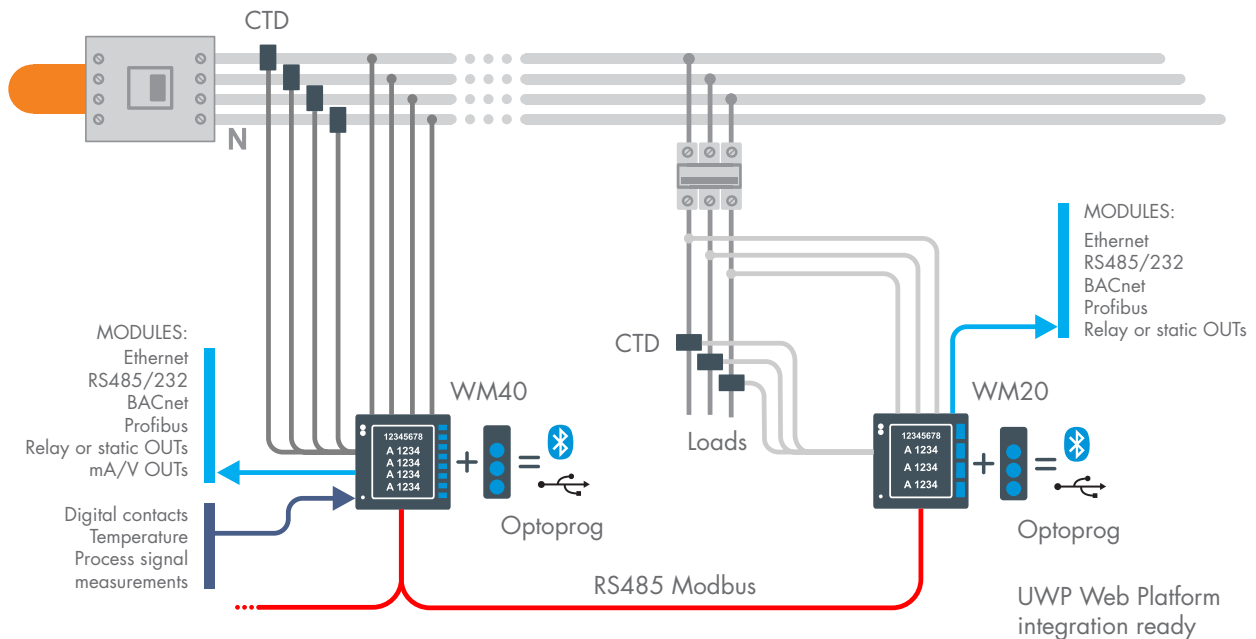 CTD
N
MODULES:
Ethernet
RS485/232
BACnet
Profibus
Relay or static OUTs
MODULES:
Ethernet
RS485/232
BACnet
Profibus
Relay or static OUTs
mA/V OUTs
Digital contacts
Temperature
Process signal
measurements
WM40
12345678
A 1234
A 1234
A 1234
A 1234
+
=
Optoprog
CTD
Loads
WM20
12345678
A 1234
A 1234
A 1234
+
=
Optoprog
RS485 Modbus
UWP Web Platform
integration ready